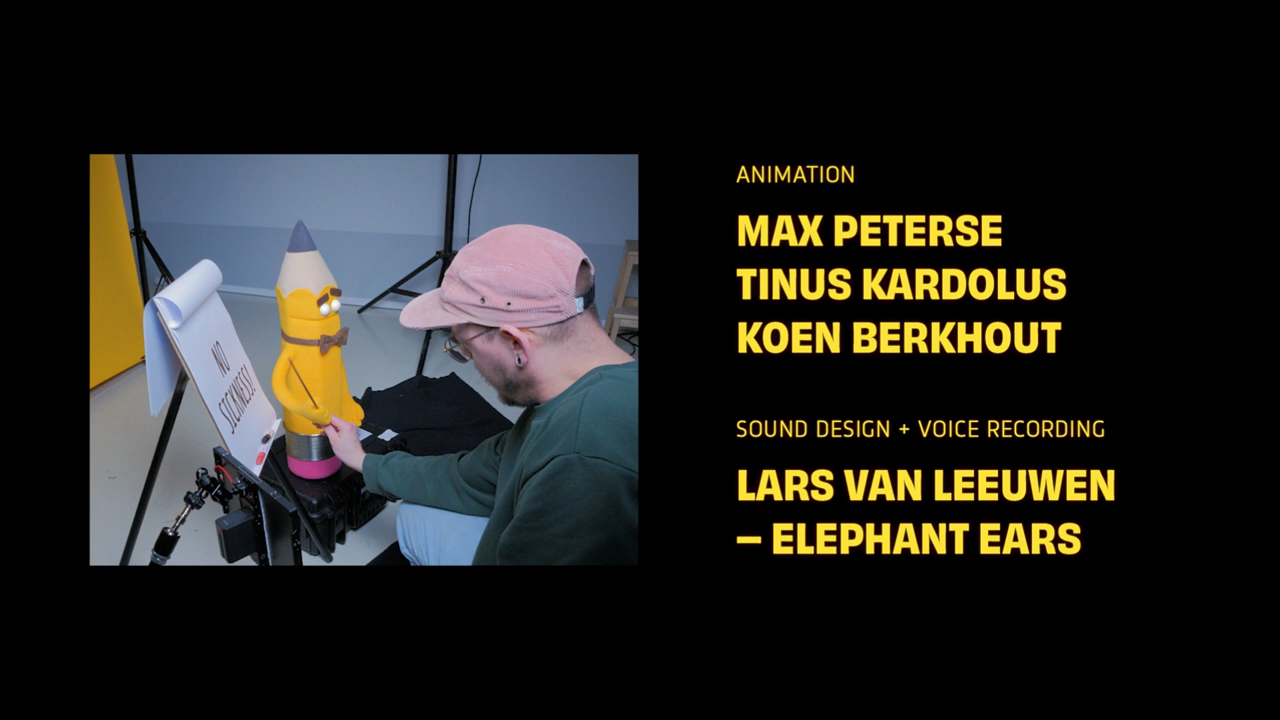 NO
SICKNESS!
ANIMATION
MAX PETERSE
TINUS KARDOLUS
KOEN BERKHOUT
SOUND DESIGN + VOICE RECORDING
LARS VAN LEEUWEN
– ELEPHANT EARS